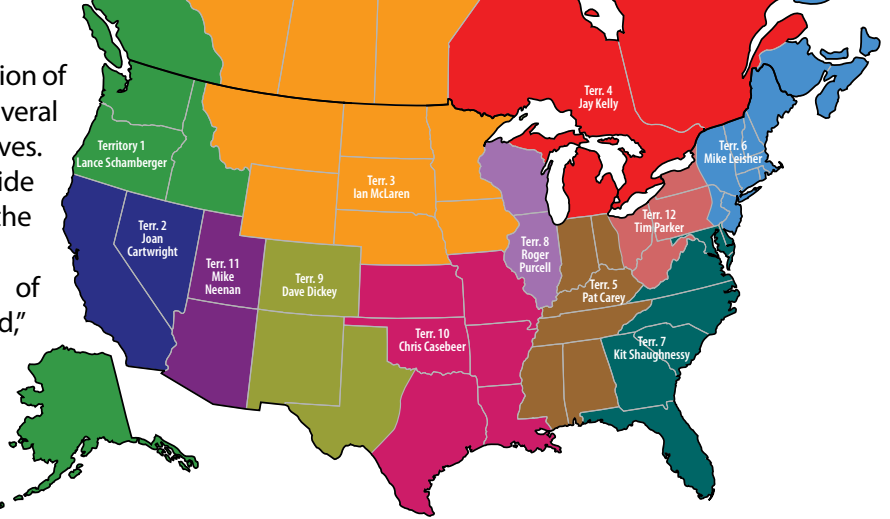 ion of
veral
ves.
ide
the
of
d,”
Terr. 4
Jay Kelly
Territory 1
Lance Schamberger
Terr. 6
Mike Leisher
Terr. 3
Ian McLaren
Terr. 12
Tim Parker
Terr. 2
Joan
Cartwright
Terr. 8
Roger
Purcell
Terr. 11
Mike
Neenan
Terr. 9
Dave Dickey
Terr. 5
Pat Carey
Terr. 10
Chris Casebeer
Terr. 7
Kit Shaughnessy